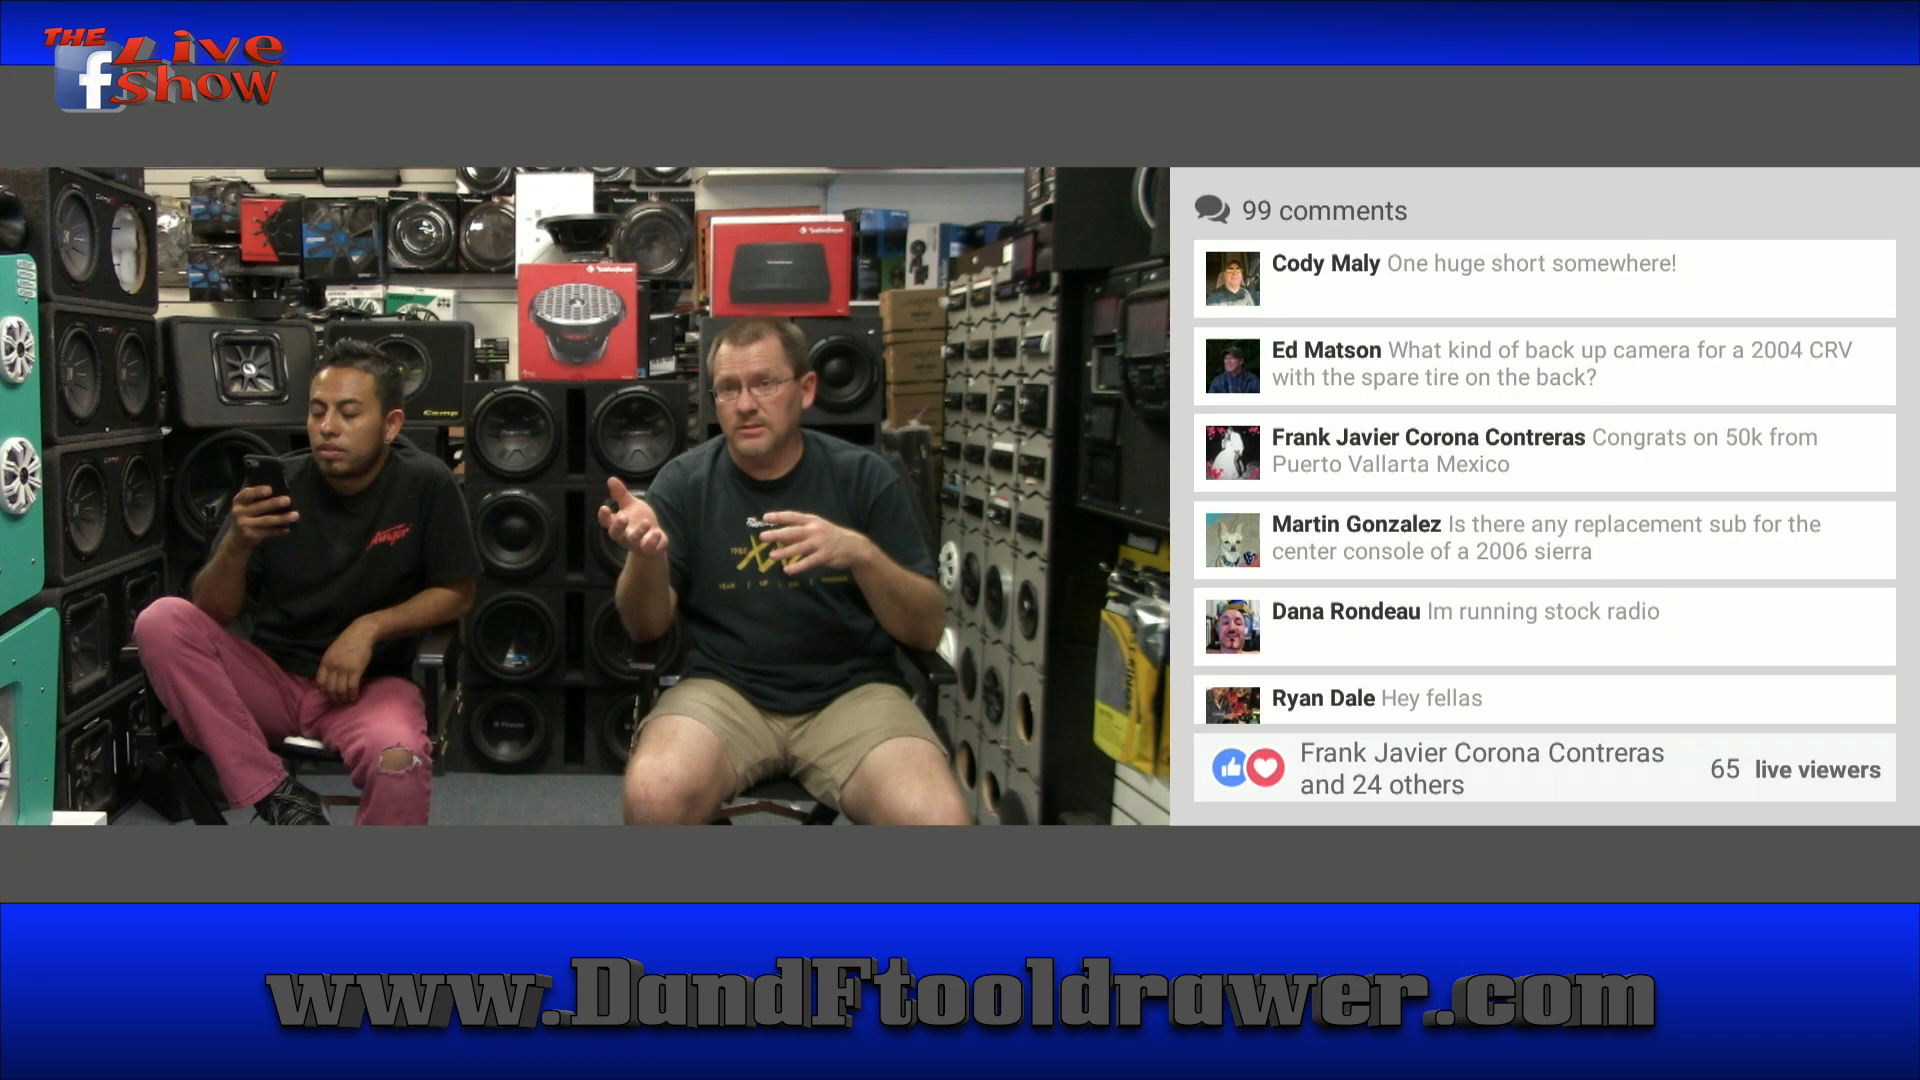 THE Live
f Show
99 comments
Cody Maly One huge short somewhere!
Ed Matson What kind of back up camera for a 2004 CRV
with the spare tire on the back?
Frank Javier Corona Contreras Congrats on 50k from
Puerto Vallarta Mexico
Martin Gonzalez Is there any replacement sub for the
center console of a 2006 sierra
Dana Rondeau Im running stock radio
Ryan Dale Hey fellas
Frank Javier Corona Contreras
and 24 others
65 live viewers
Comp
Stinger
1986
www.DandFtooldrawer.com